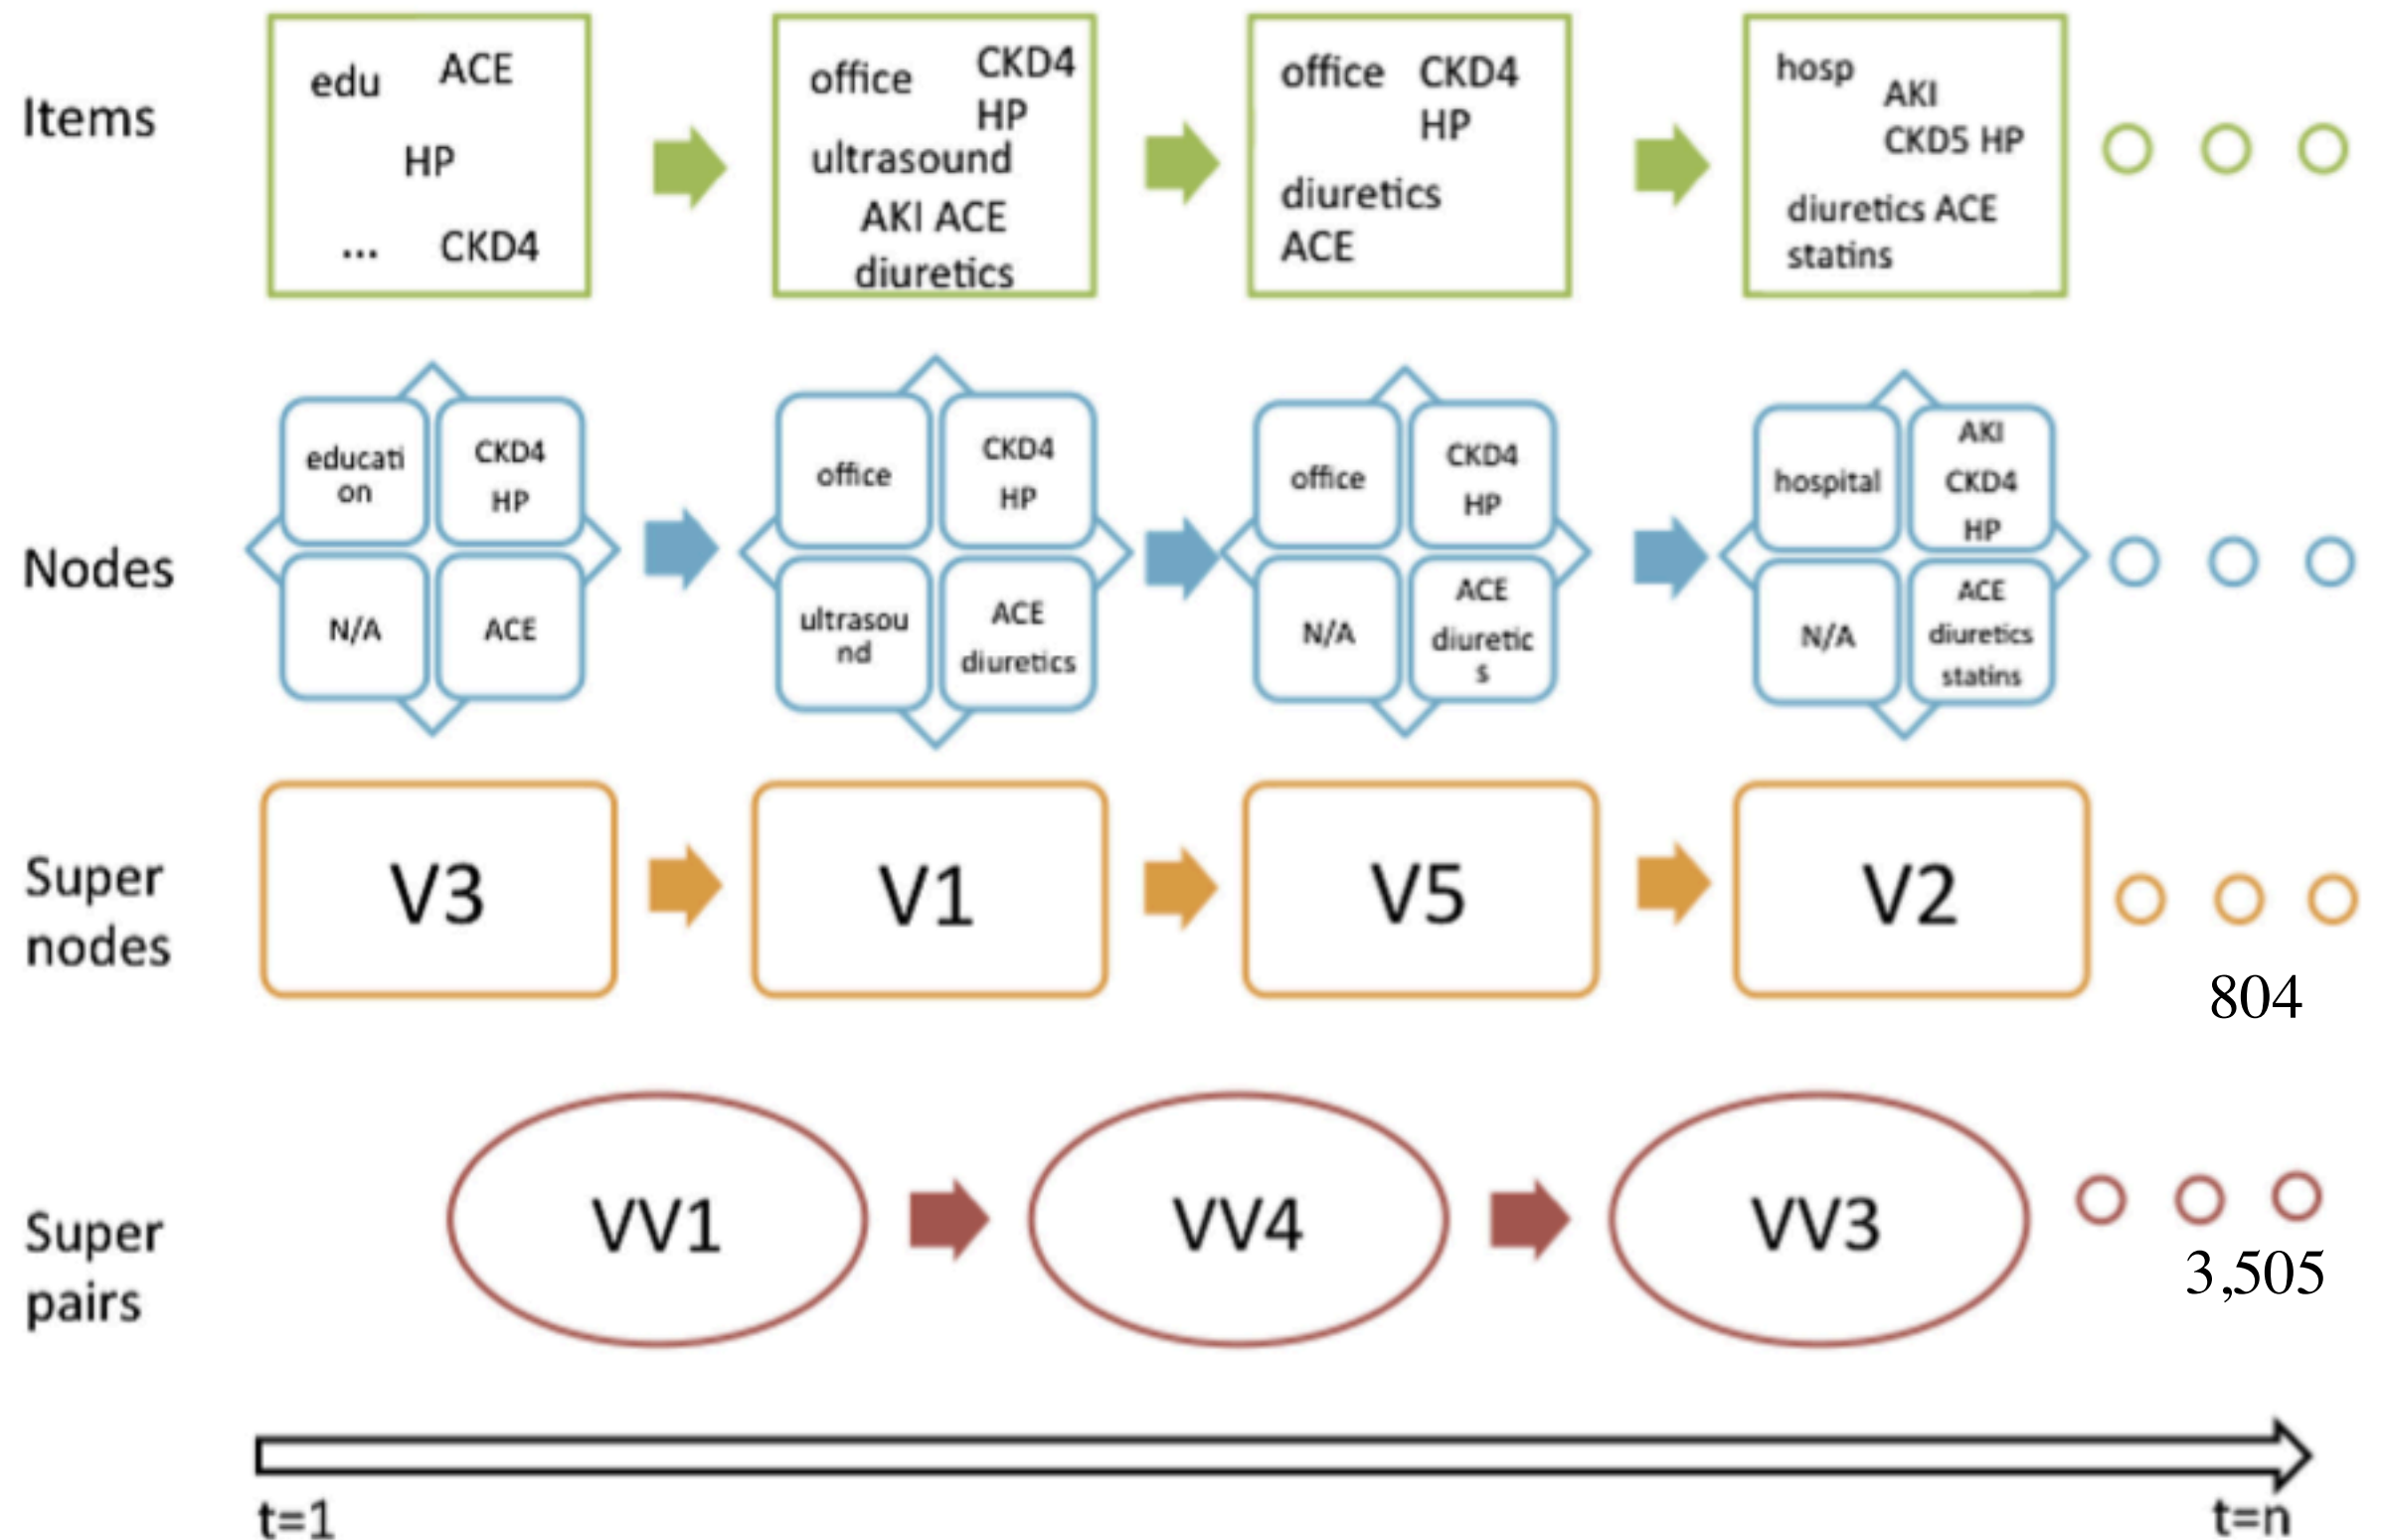 Items
edu ACE
HP
... CKD4
office CKD4
HP
ultrasound
AKI ACE
diuretics
office CKD4
HP
diuretics
ACE
hosp
AKI
CKD5 HP
diuretics ACE
statins
Nodes
educati
on
CKD4
HP
N/A
ACE
office
CKD4
HP
ultrasou
nd
ACE
diuretics
office
CKD4
HP
N/A
ACE
diuretic
s
hospital
AKI
CKD4
HP
N/A
ACE
diuretics
statins
Super
nodes
V3
V1
V5
V2
804
Super
pairs
VV1
VV4
VV3
3,505
t=1
t=n